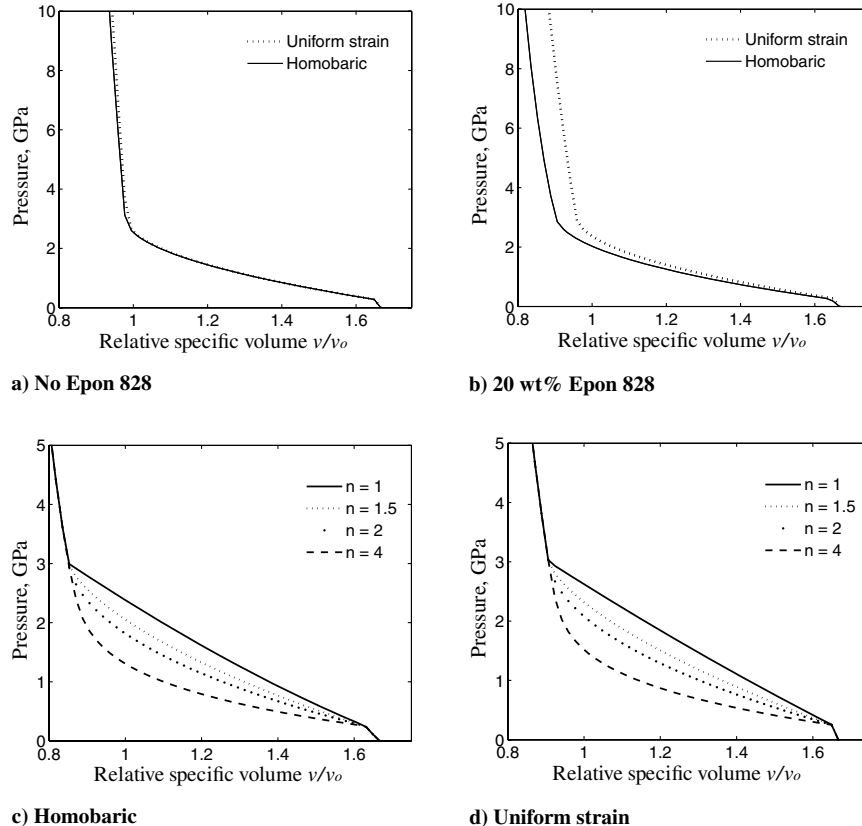 10
8
6
4
2
0
0.8
1
1.2
1.4
1.6
Pressure, GPa
Relative specific volume v/vo
Uniform strain
Homobaric
a) No Epon 828
10
8
6
4
2
0
0.8
1
1.2
1.4
1.6
Pressure, GPa
Relative specific volume v/vo
Uniform strain
Homobaric
b) 20 wt% Epon 828
5
4
3
2
1
0
0.8
1
1.2
1.4
1.6
Pressure, GPa
Relative specific volume v/vo
n = 1
n = 1.5
n = 2
n = 4
c) Homobaric
5
4
3
2
1
0
0.8
1
1.2
1.4
1.6
Pressure, GPa
Relative specific volume v/vo
n = 1
n = 1.5
n = 2
n = 4
d) Uniform strain